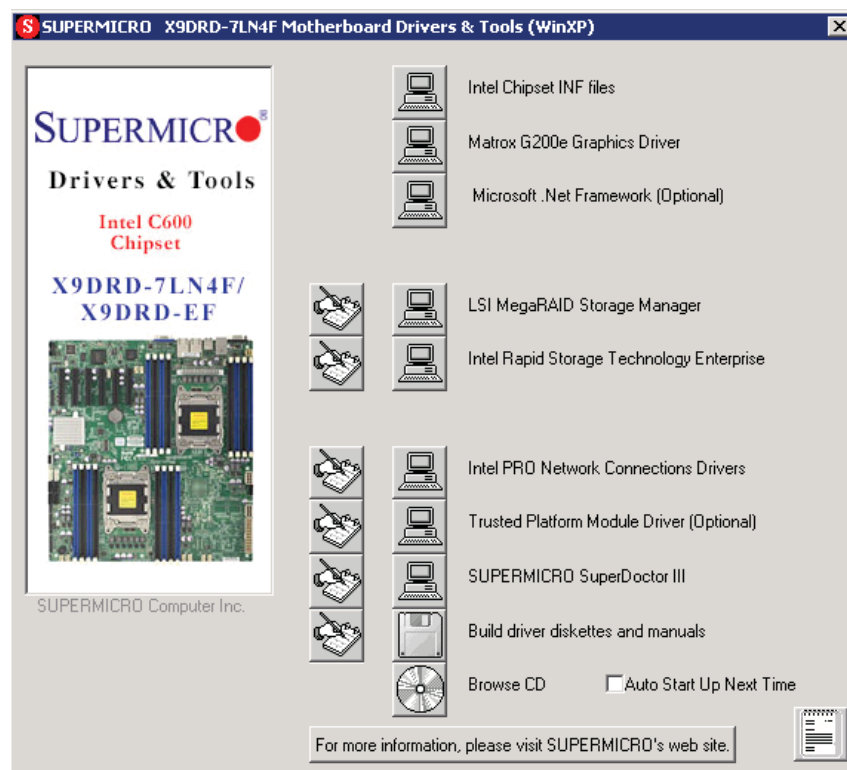 SUPERMICRO X9DRD-7LN4F Motherboard Drivers & Tools (WinXP)
SUPERMICRO®
Drivers & Tools
Intel C600
Chipset
X9DRD-7LN4F/
X9DRD-EF
SUPERMICRO Computer Inc.
Intel Chipset INF files
Matrox G200e Graphics Driver
Microsoft .Net Framework (Optional)
LSI MegaRAID Storage Manager
Intel Rapid Storage Technology Enterprise
Intel PRO Network Connections Drivers
Trusted Platform Module Driver (Optional)
SUPERMICRO SuperDoctor III
Build driver diskettes and manuals
Browse CD Auto Start Up Next Time
For more information, please visit SUPERMICRO's web site.